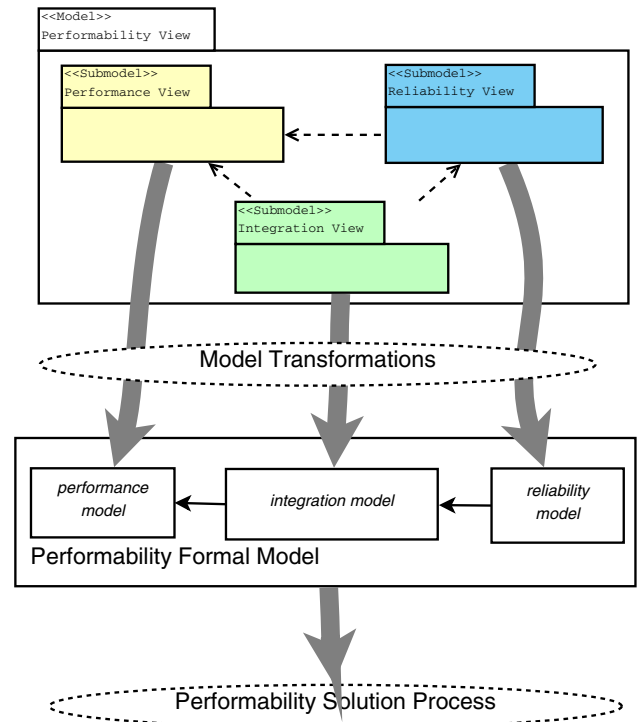 <<Model>>
Performability View
<<Submodel>>
Performance View
<<Submodel>>
Reliability View
<<Submodel>>
Integration View
Model Transformations
performance
model
integration model
reliability
model
Performability Formal Model
Performability Solution Process